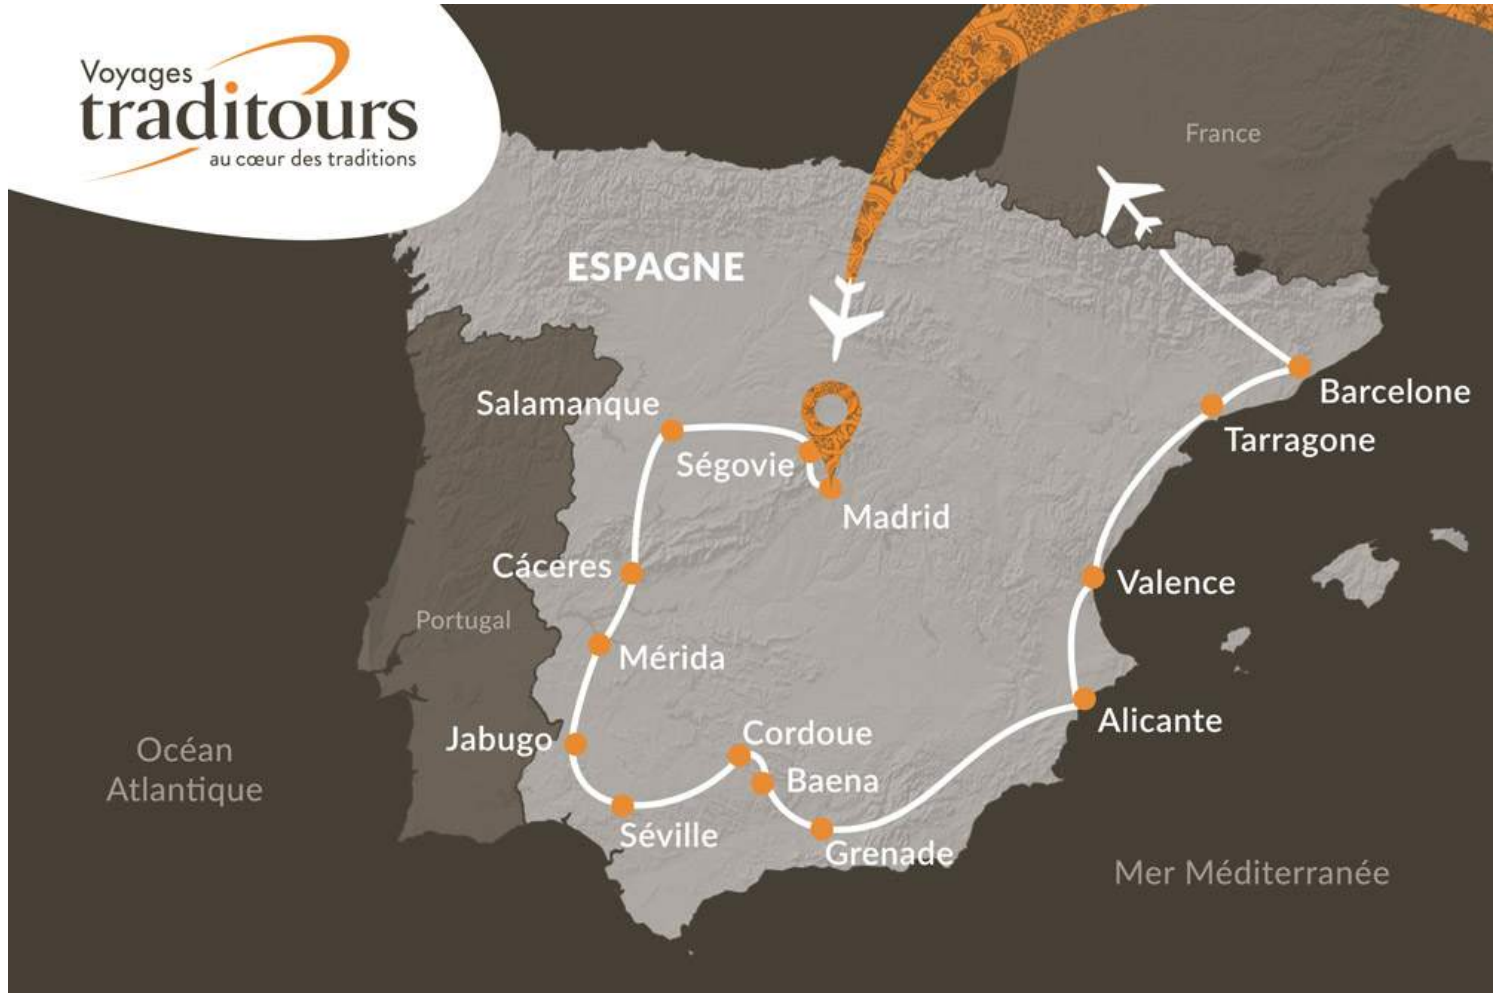 Voyages
traditours
au cœur des traditions
France
ESPAGNE
Salamanque
Barcelone
Tarragone
Ségovie
Madrid
Cáceres
Valence
Portugal
Mérida
Alicante
Jabugo
Cordoue
Océan
Atlantique
Baena
Séville
Grenade
Mer Méditerranée